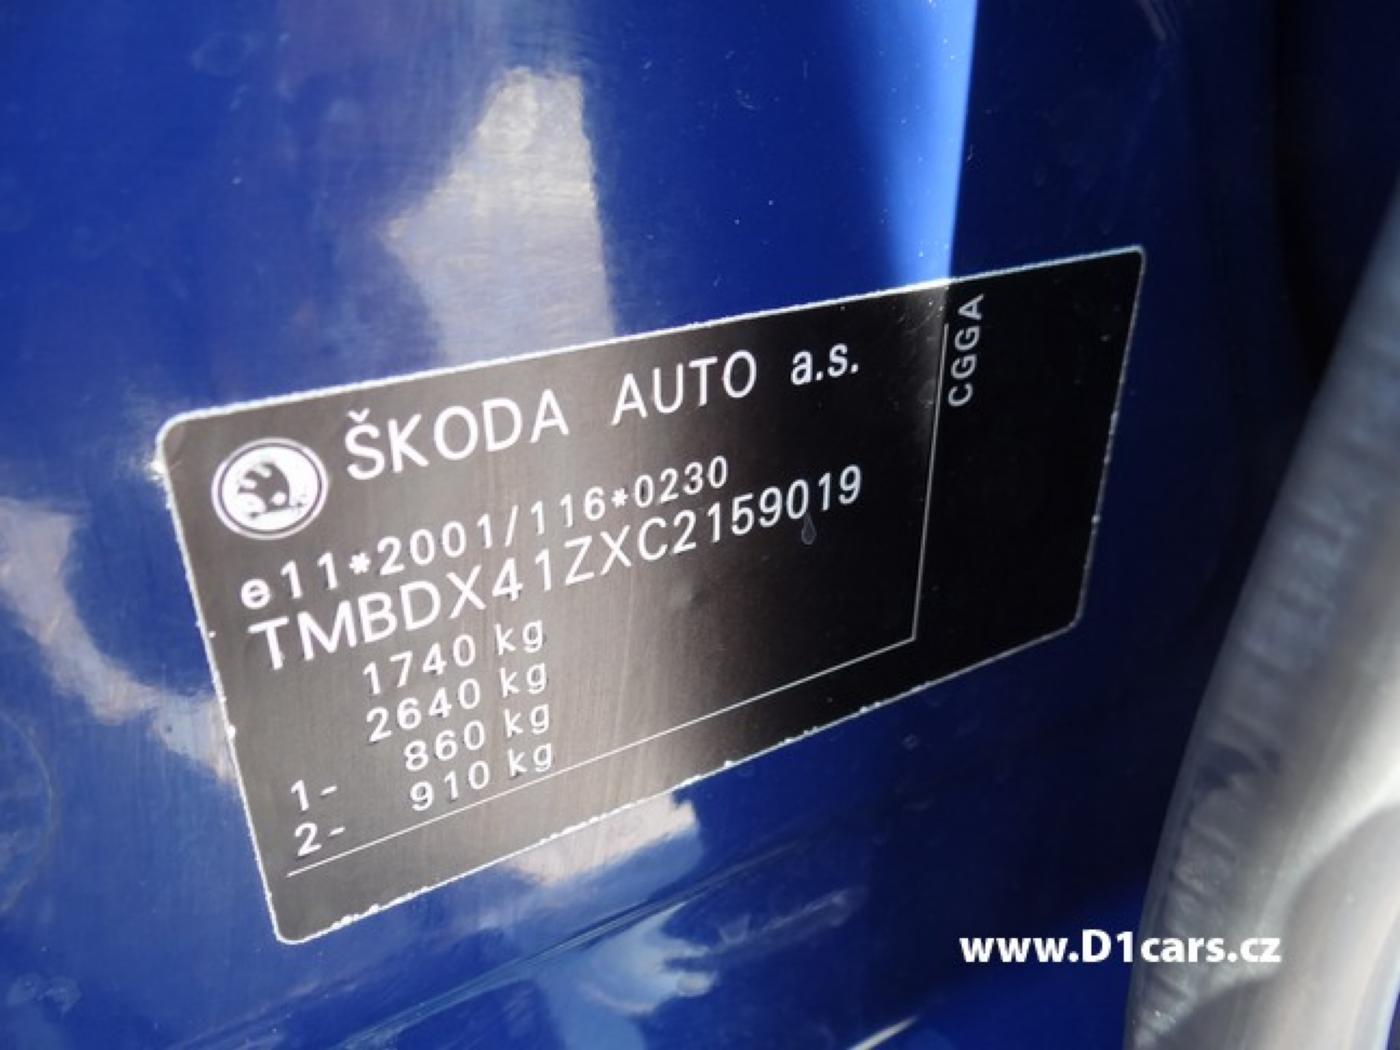 ŠKODA AUTO a.s.
e11*2001/116*0230
TMBDX41ZXC2159019
1740 kg
2640 kg
1- 860 kg
2- 910 kg
CGGA
www.D1cars.cz